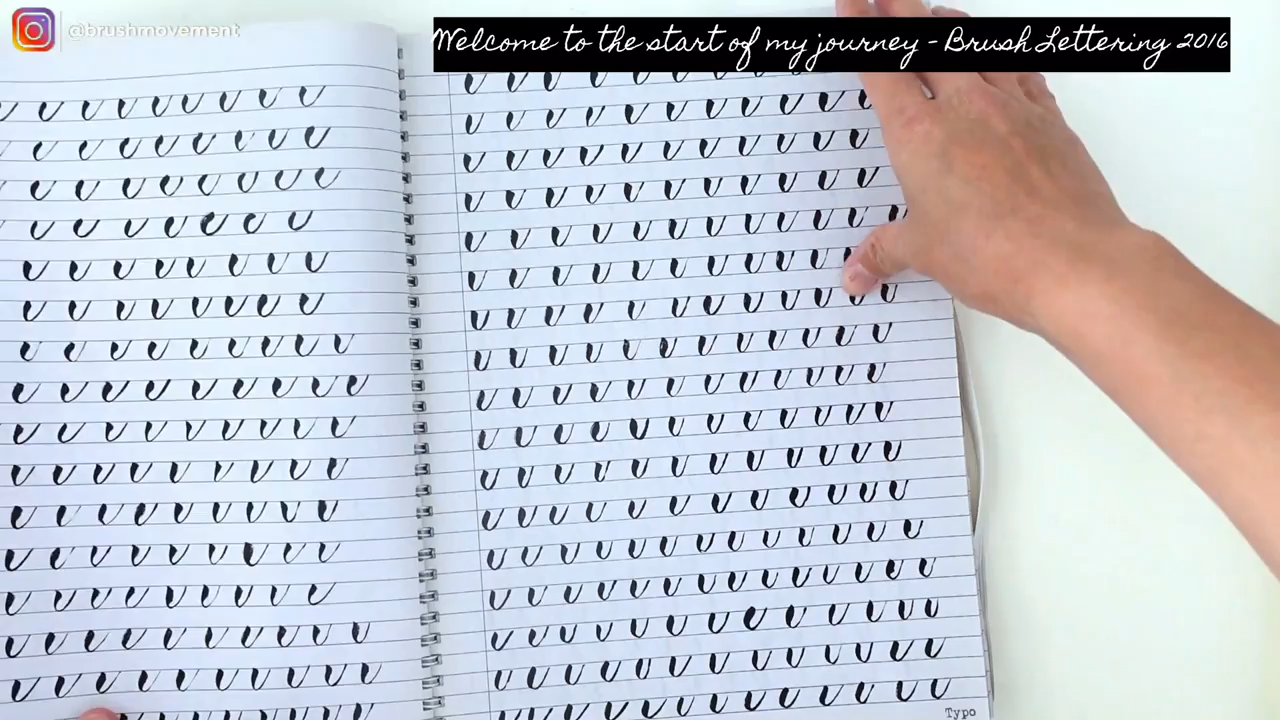 @brushmovement
Welcome to the start of my journey - Brush Lettering 2016
Typo